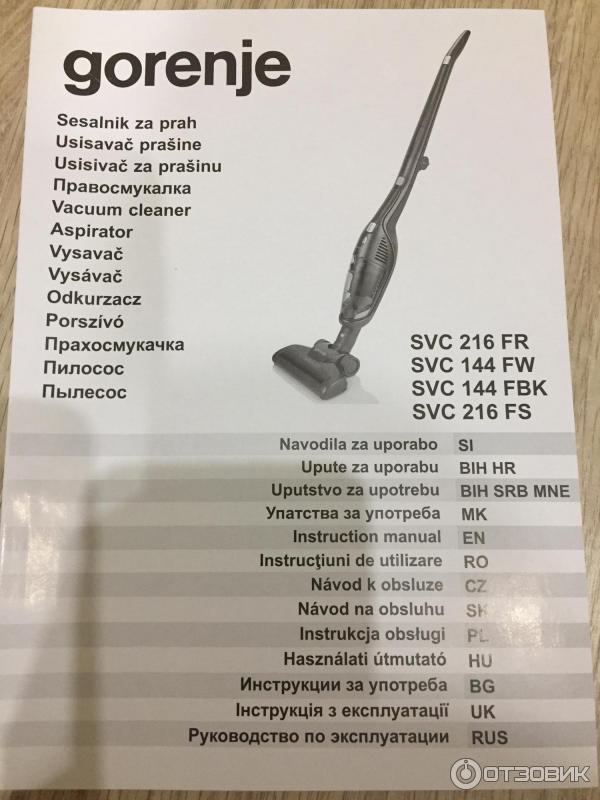 gorenje
Sesalnik za prah
Usisavač prašine
Usisivač za prašinu
Правосмукалка
Vacuum cleaner
Aspirator
Vysavač
Vysávač
Odkurzacz
Porszívó
Прахосмукачка
Пилосос
Пылесос
SVC 216 FR
SVC 144 FW
SVC 144 FBK
SVC 216 FS
Navodila za uporabo SI
Upute za uporabu BIH HR
Uputstvo za upotrebu BIH SRB MNE
Упатства за употреба MK
Instruction manual EN
Instrucţiuni de utilizare RO
Návod k obsluze CZ
Návod na obsluhu SK
Instrukcja obsługi PL
Használati útmutató HU
Инструкции за употреба BG
Інструкція з експлуатації UK
Руководство по эксплуатации RUS
ОТЗОВИК